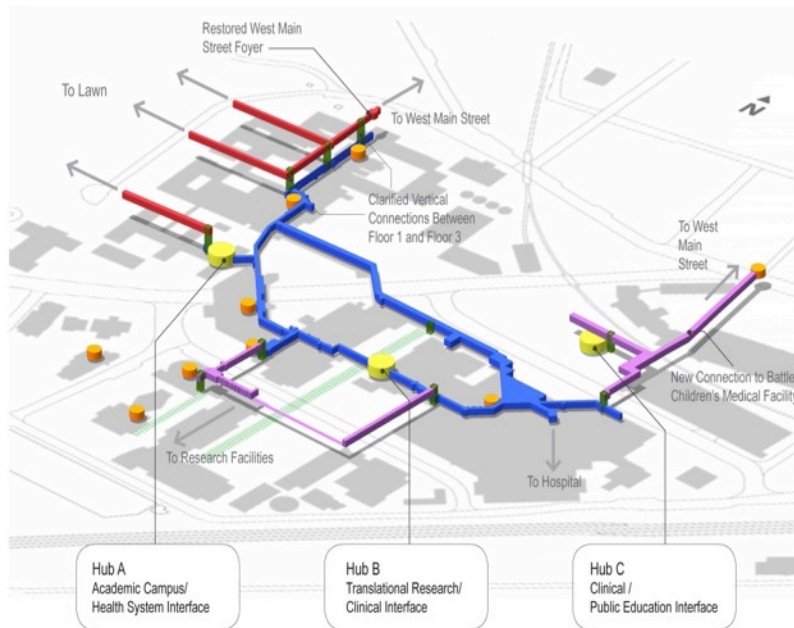 Restored West Main
Street Foyer
To Lawn
To West Main Street
N
Clarified Vertical
Connections Between
Floor 1 and Floor 3
To West
Main
Street
New Connection to Battle
Children's Medical Facility
To Research Facilities
To Hospital
Hub A
Academic Campus/
Health System Interface
Hub B
Translational Research/
Clinical Interface
Hub C
Clinical /
Public Education Interface